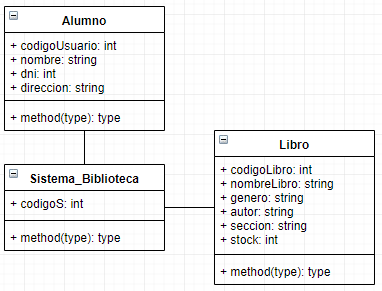 Alumno
+ codigoUsuario: int
+ nombre: string
+ dni: int
+ direccion: string
+ method(type): type
Sistema_Biblioteca
+ codigoS: int
+ method(type): type
Libro
+ codigoLibro: int
+ nombreLibro: string
+ genero: string
+ autor: string
+ seccion: string
+ stock: int
+ method(type): type